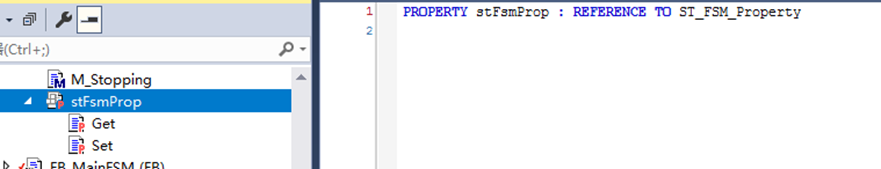 (Ctrl+;)
M_Stopping
stFsmProp
Get
Set
FB_MainFSM (FB)
1 PROPERTY stFsmProp : REFERENCE TO ST_FSM_Property
2